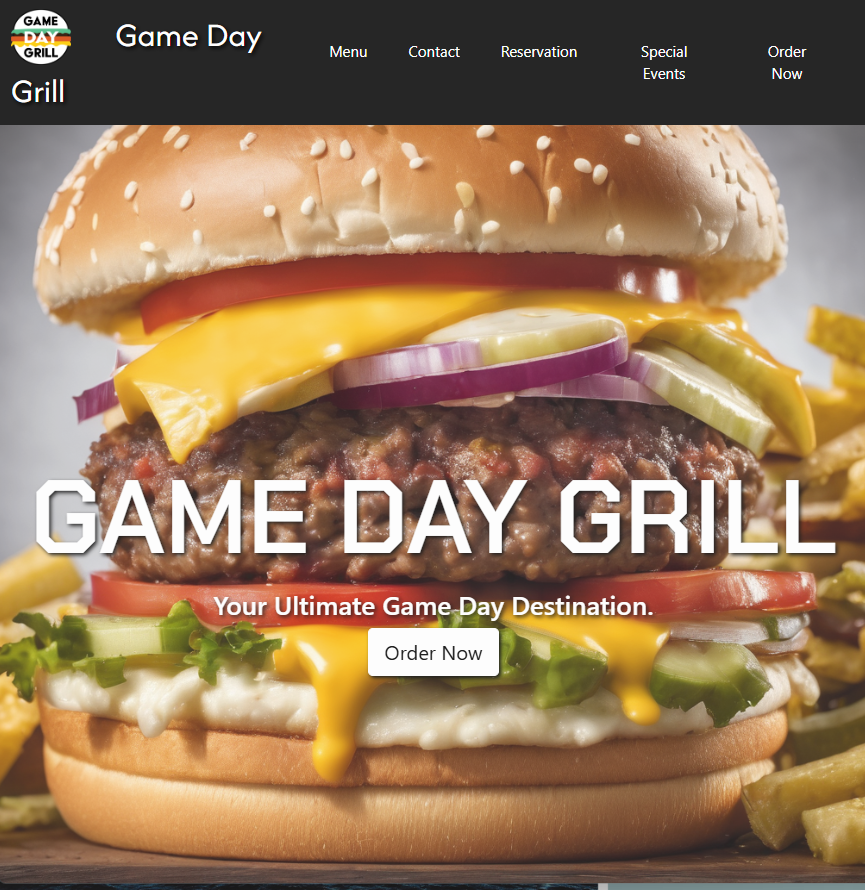 GAME
DAY
GRILL
Game Day
Grill
Menu
Contact
Reservation
Special
Events
Order
Now
GAME DAY GRILL
Your Ultimate Game Day Destination.
Order Now